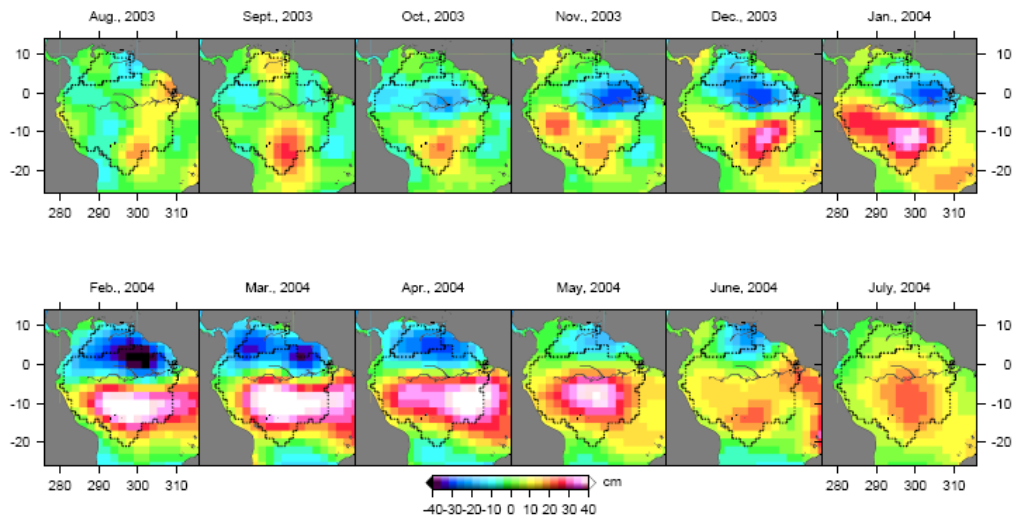 Aug., 2003 Sept., 2003 Oct., 2003 Nov., 2003 Dec., 2003 Jan., 2004
10 10
0 0
-10 -10
-20 -20
280 290 300 310 280 290 300 310
Feb., 2004 Mar., 2004 Apr., 2004 May, 2004 June, 2004 July, 2004
10 10
0 0
-10 -10
-20 -20
280 290 300 310 280 290 300 310
cm
-40 -30 -20 -10 0 10 20 30 40